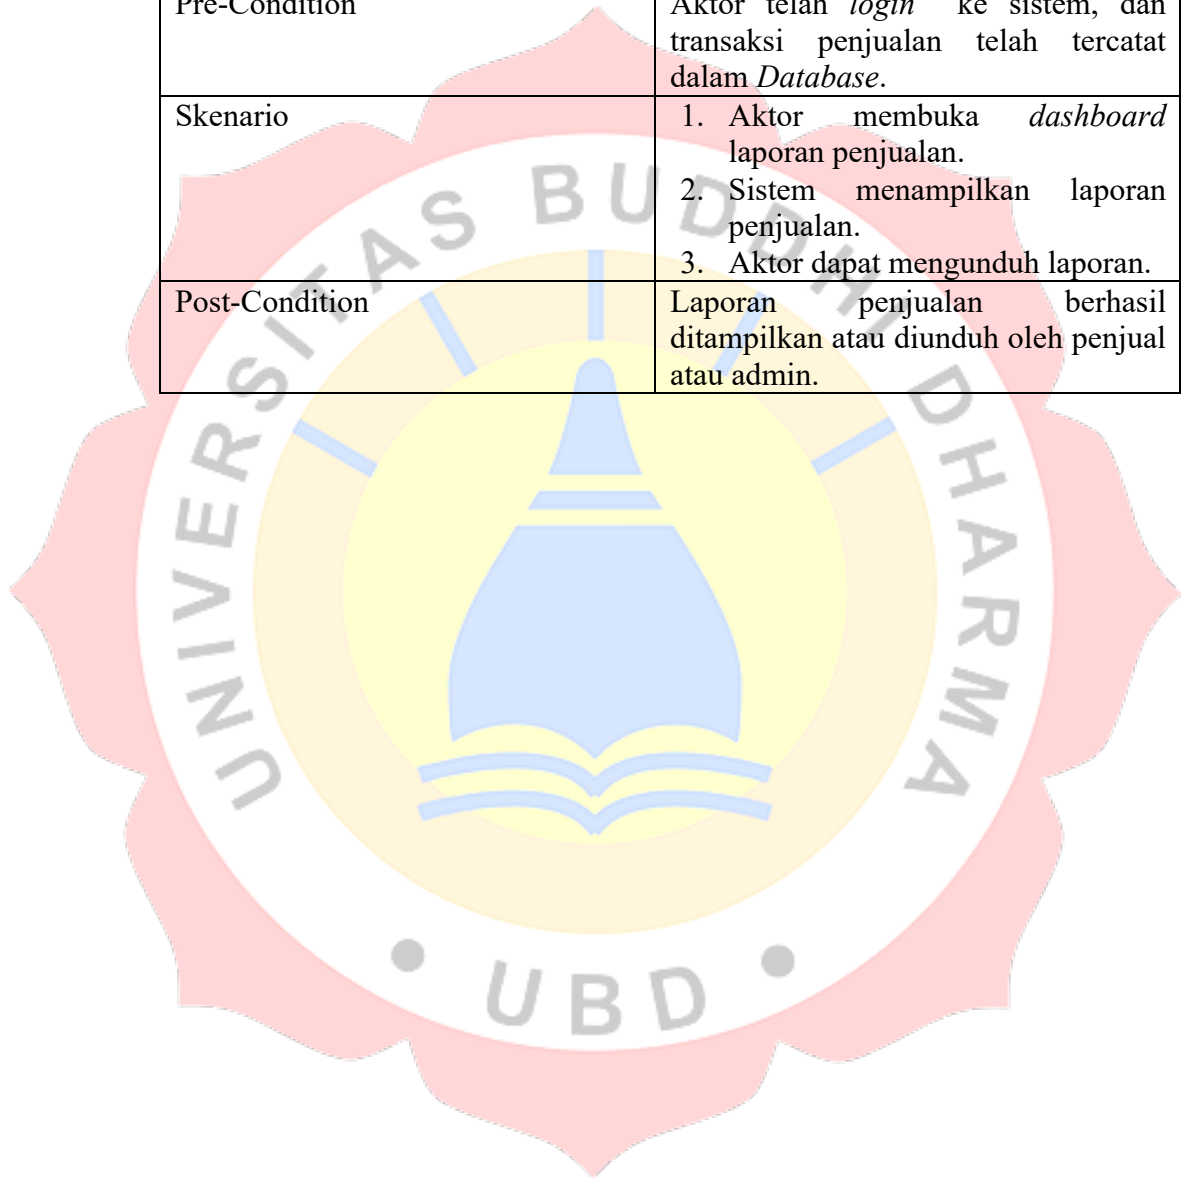 Pre-Condition
Aktor telah login ke sistem, dan
transaksi penjualan telah tercatat
dalam Database.
Skenario
1. Aktor membuka dashboard
laporan penjualan.
2. Sistem menampilkan laporan
penjualan.
3. Aktor dapat mengunduh laporan.
Post-Condition
Laporan penjualan berhasil
ditampilkan atau diunduh oleh penjual
atau admin.
UNIVERSITAS BUDDHI DHARMA
• UBD •